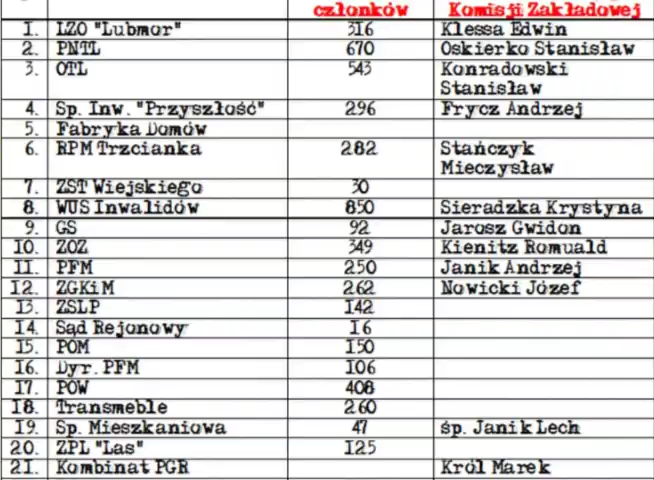 członków Komisji Zakładowej
1. LZO "Lubmor" 316 Klessa Edwin
2. PNTL 670 Oskierko Stanisław
3. OTL 543 Konradowski
Stanisław
4. Sp. Inw. "Przyszłość" 296 Frycz Andrzej
5. Fabryka Domów
6. RPM Trzcianka 282 Stańczyk
Mieczysław
7. ZST Wiejskiego 30
8. WUS Inwalidów 850 Sieradzka Krystyna
9. GS 92 Jarosz Gwidon
10. ZOZ 349 Kienitz Romuald
11. PFM 250 Janik Andrzej
12. ZGKiM 262 Nowicki Józef
13. ZSLP 142
14. Sąd Rejonowy 16
15. POM 150
16. Dyr. PFM 106
17. POW 408
18. Transmeble 260
19. Sp. Mieszkaniowa 47 śp. Janik Lech
20. ZPL "Las" 125
21. Kombinat PGR Król Marek